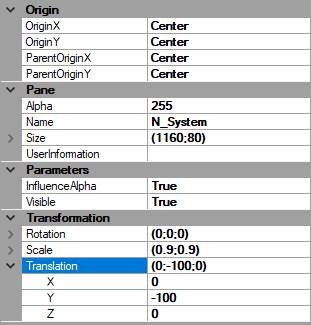 Origin
OriginX Center
OriginY Center
ParentOriginX Center
ParentOriginY Center
Pane
Alpha 255
Name N_System
Size (1160;80)
UserInformation
Parameters
InfluenceAlpha True
Visible True
Transformation
Rotation (0;0;0)
Scale (0.9;0.9)
Translation (0;-100;0)
X 0
Y -100
Z 0